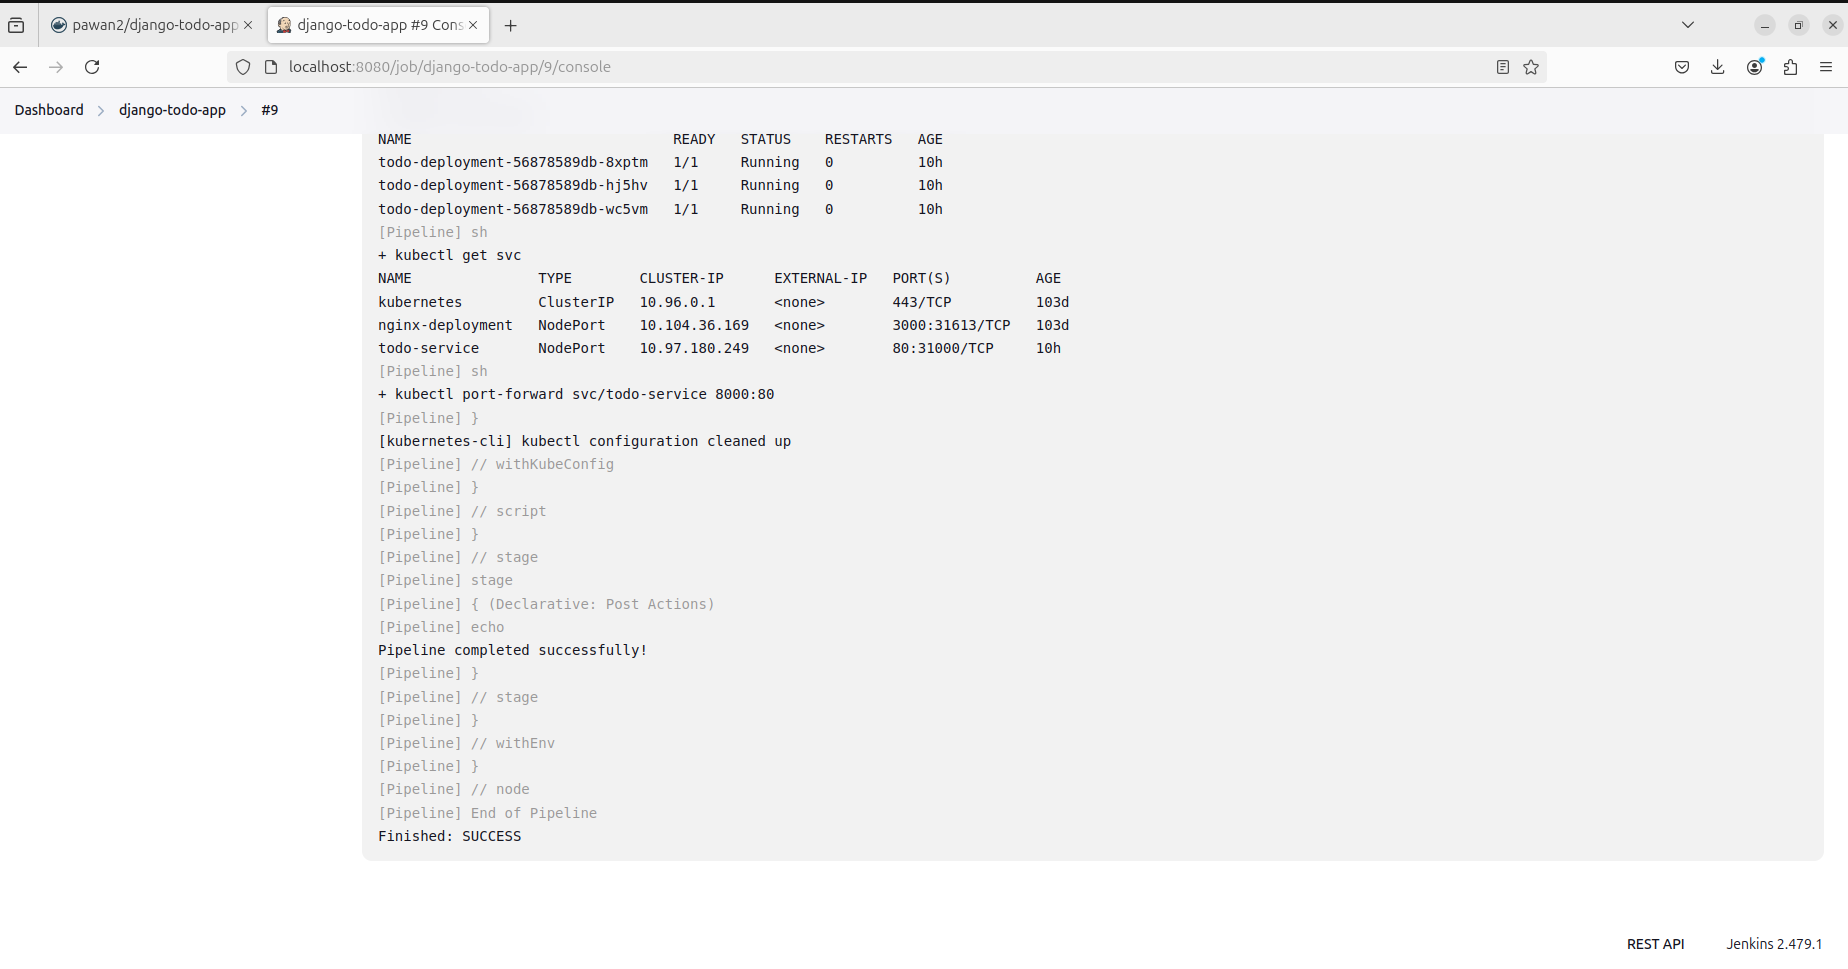 pawan2/django-todo-app
django-todo-app #9 Cons
localhost:8080/job/django-todo-app/9/console
Dashboard django-todo-app #9
NAME READY STATUS RESTARTS AGE
todo-deployment-56878589db-8xptm 1/1 Running 0 10h
todo-deployment-56878589db-hj5hv 1/1 Running 0 10h
todo-deployment-56878589db-wc5vm 1/1 Running 0 10h
[Pipeline] sh
+ kubectl get svc
NAME TYPE CLUSTER-IP EXTERNAL-IP PORT(S) AGE
kubernetes ClusterIP 10.96.0.1 <none> 443/TCP 103d
nginx-deployment NodePort 10.104.36.169 <none> 3000:31613/TCP 103d
todo-service NodePort 10.97.180.249 <none> 80:31000/TCP 10h
[Pipeline] sh
+ kubectl port-forward svc/todo-service 8000:80
[Pipeline] }
[kubernetes-cli] kubectl configuration cleaned up
[Pipeline] // withKubeConfig
[Pipeline] }
[Pipeline] // script
[Pipeline] }
[Pipeline] // stage
[Pipeline] stage
[Pipeline] { (Declarative: Post Actions)
[Pipeline] echo
Pipeline completed successfully!
[Pipeline] }
[Pipeline] // stage
[Pipeline] }
[Pipeline] // withEnv
[Pipeline] }
[Pipeline] // node
[Pipeline] End of Pipeline
Finished: SUCCESS
REST API Jenkins 2.479.1